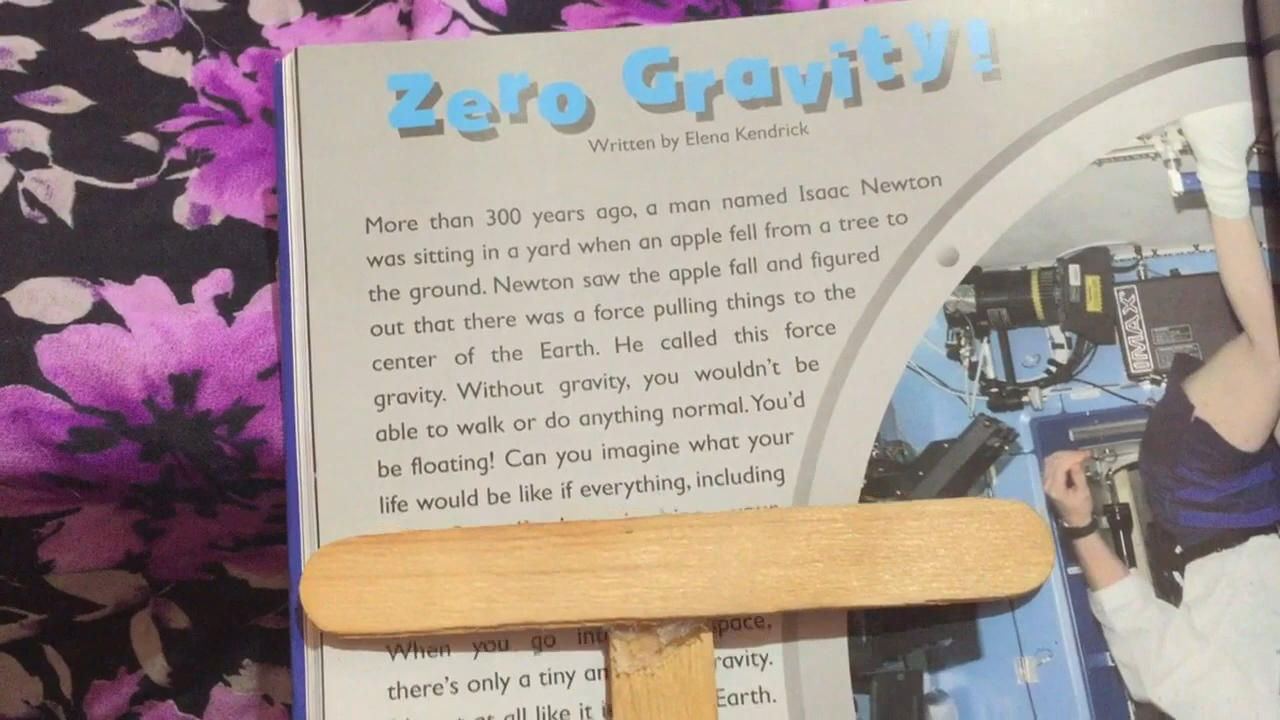 Zero Gravity!
Written by Elena Kendrick
More than 300 years ago, a man named Isaac Newton
was sitting in a yard when an apple fell from a tree to
the ground. Newton saw the apple fall and figured
out that there was a force pulling things to the
center of the Earth. He called this force
gravity. Without gravity, you wouldn't be
able to walk or do anything normal. You'd
be floating! Can you imagine what your
life would be like if everything, including
When you go space,
there's only a tiny
all like it Earth.
IMAX